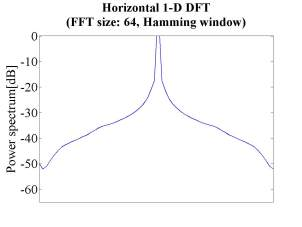 Horizontal 1-D DFT
(FFT size: 64, Hamming window)
Power spectrum[dB]
0
-10
-20
-30
-40
-50
-60